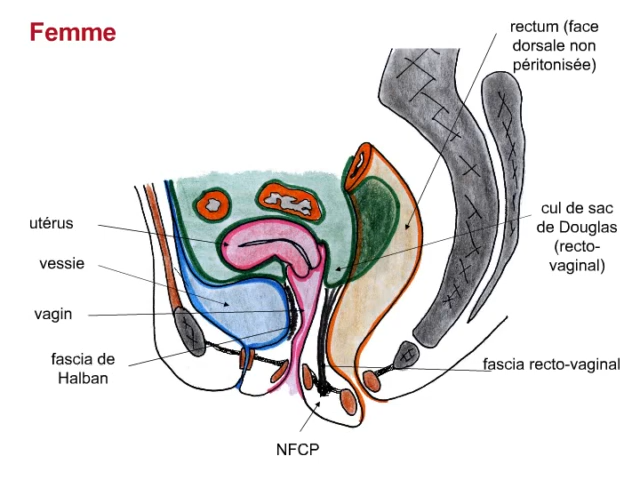 Femme
rectum (face
dorsale non
péritonisée)
utérus
vessie
vagin
fascia de
Halban
cul de sac
de Douglas
(recto-
vaginal)
fascia recto-vaginal
NFCP